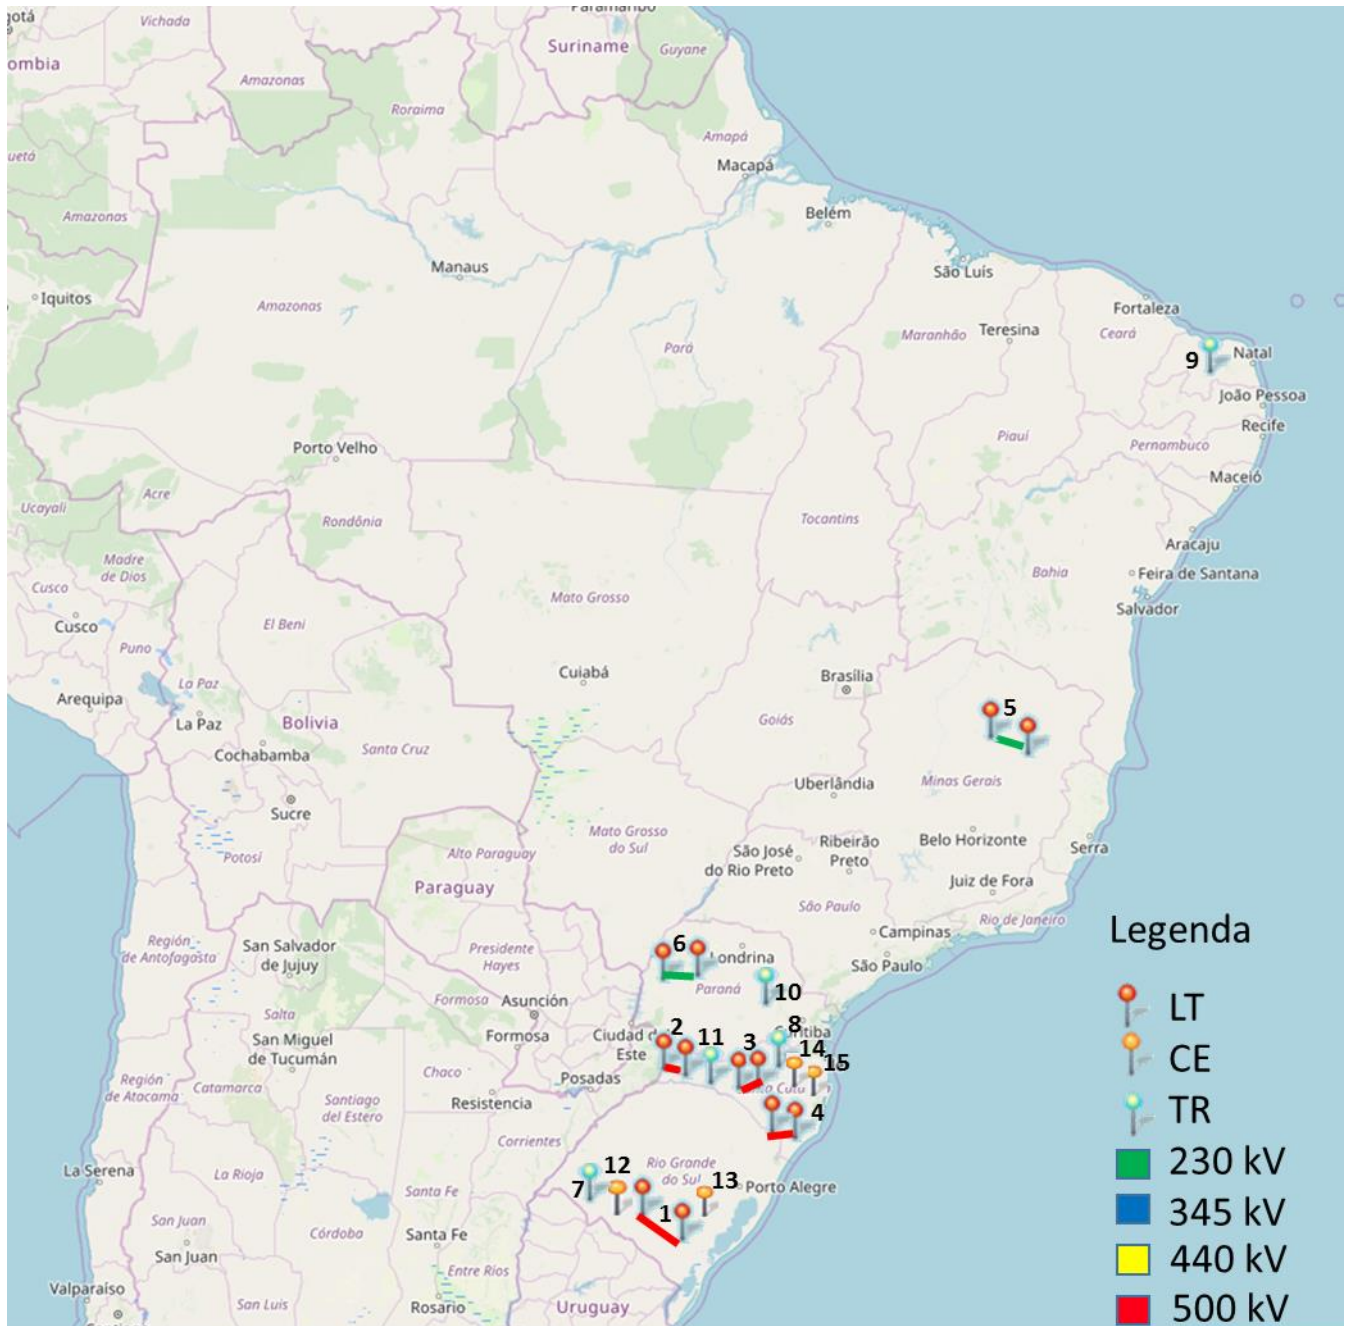 gotá
Vichada
Paramaribo
Suriname
Guyane
ombia
Amazonas
Roraima
Amapá
Macapá
uetá
Amazonas
Belém
Manaus
São Luís
Iquitos
Amazonas
Fortaleza
Pará
Maranhão
Teresina
Ceará
9
Natal
João Pessoa
Recife
Porto Velho
Piauí
Pernambuco
Maceió
Acre
Ucayali
Rondônia
Tocantins
Aracaju
Madre
de Dios
Cusco
Bahia
Feira de Santana
Mato Grosso
Salvador
Cusco
El Beni
Puno
Cuiabá
Brasília
La Paz
Arequipa
5
La Paz
Bolivia
Goiás
Santa Cruz
Cochabamba
Uberlândia
Minas Gerais
Sucre
Mato Grosso
do Sul
Ribeirão
Preto
Belo Horizonte
Serra
Potosí
Alto Paraguay
São José
do Rio Preto
Paraguay
Juiz de Fora
São Paulo
Rio de Janeiro
Legenda
Región
de Antofagasta
San Salvador
de Jujuy
Presidente
Hayes
6
Londrina
Campinas
São Paulo
Paraná
10
Formosa
Asunción
LT
Salta
Formosa
Ciudad d
Este
2
11
3
8
Curitiba
14
15
CE
San Miguel
de Tucumán
Chaco
Posadas
Región
de Atacama
Catamarca
Santiago
del Estero
Resistencia
4
TR
Corrientes
230 kV
La Serena
La Rioja
Santa Fe
12
7
Rio Grande
do Sul
13
Porto Alegre
1
345 kV
San Juan
San Juan
Córdoba
Santa Fe
440 kV
Entre Ríos
Valparaíso
San Luis
Rosario
Uruguay
500 kV